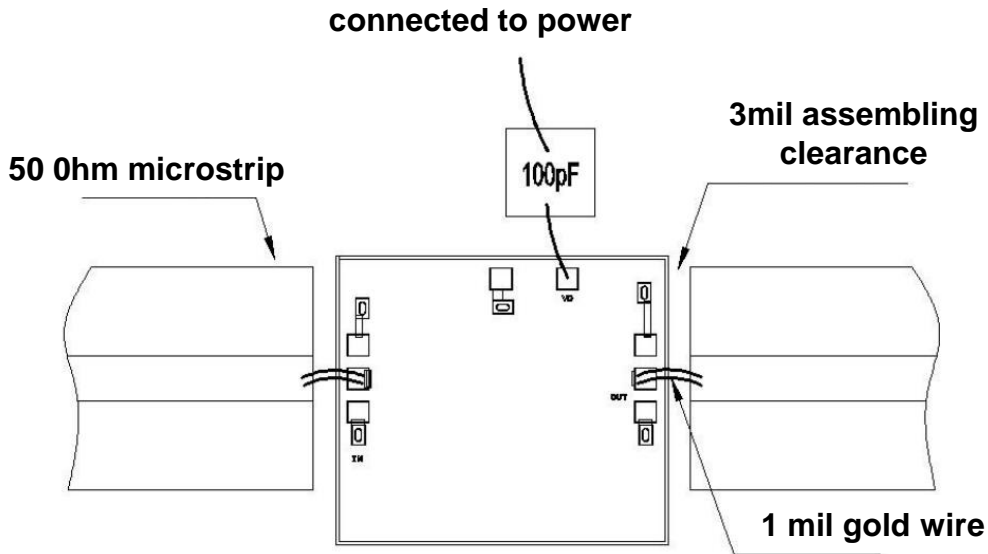 connected to power
3mil assembling
clearance
100pF
50 0hm microstrip
VD
OUT
IN
1 mil gold wire